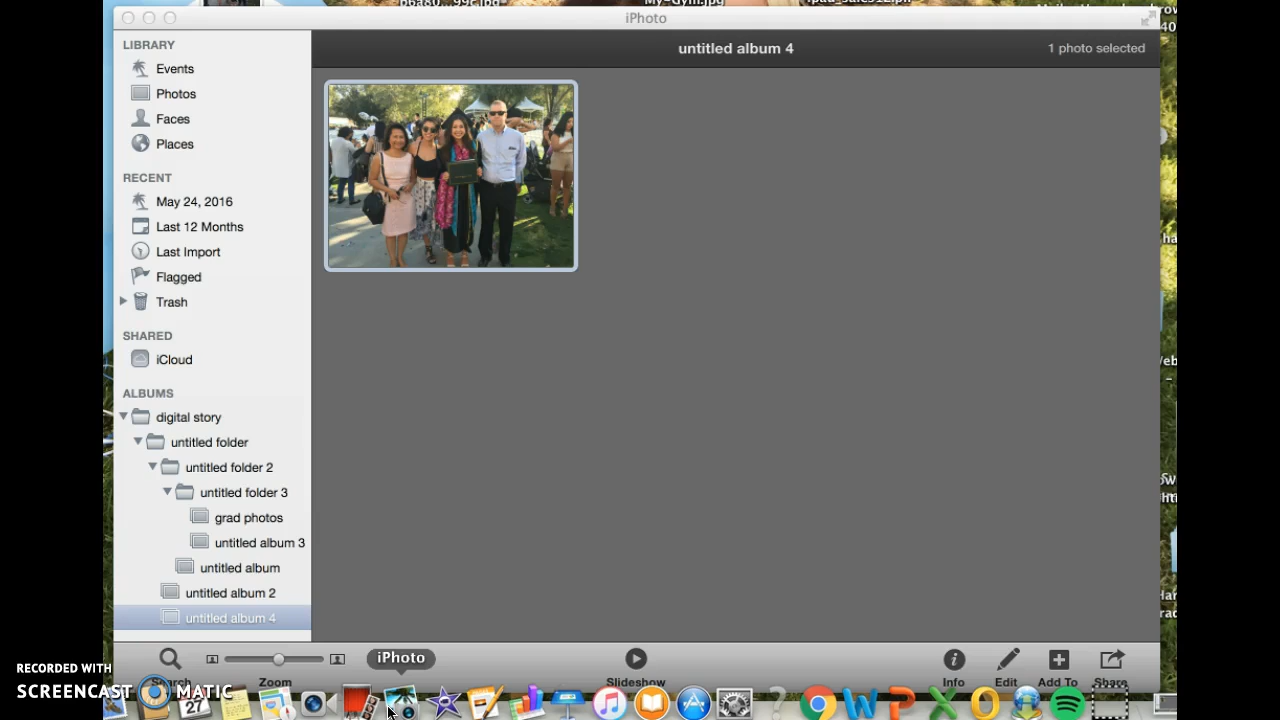 iPhoto
LIBRARY
untitled album 4
1 photo selected
Events
Photos
Faces
Places
RECENT
May 24, 2016
Last 12 Months
Last Import
Flagged
Trash
SHARED
iCloud
ALBUMS
digital story
untitled folder
untitled folder 2
untitled folder 3
grad photos
untitled album 3
untitled album
untitled album 2
untitled album 4
iPhoto
Search
Zoom
Slideshow
Info
Edit
Add To
Share
RECORDED WITH
SCREENCAST MATIC
27